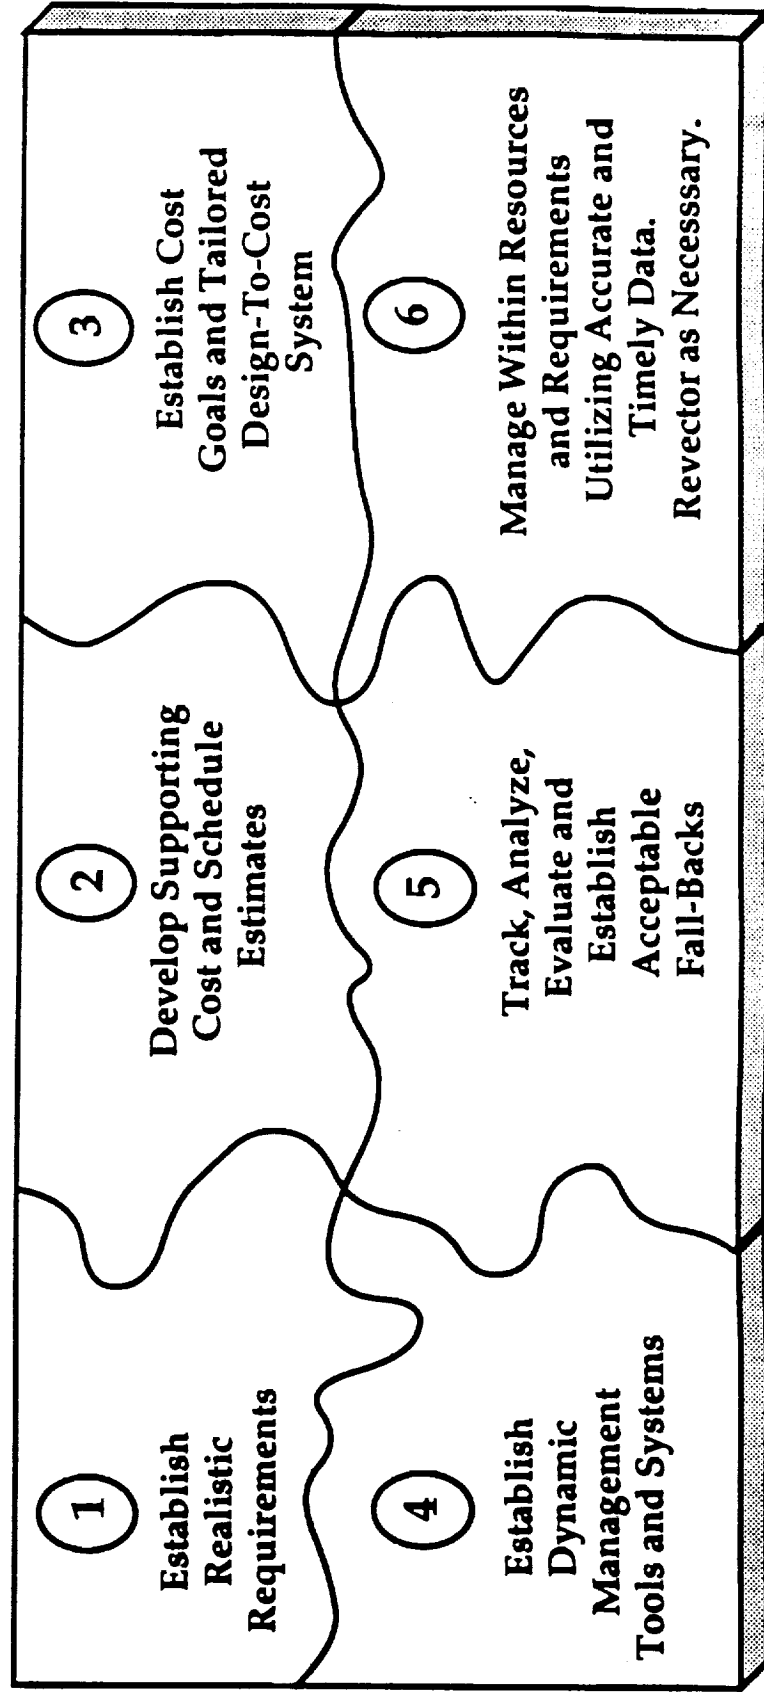 1
Establish
Realistic
Requirements
2
Develop Supporting
Cost and Schedule
Estimates
3
Establish Cost
Goals and Tailored
Design-To-Cost
System
4
Establish
Dynamic
Management
Tools and Systems
5
Track, Analyze,
Evaluate and
Establish
Acceptable
Fall-Backs
6
Manage Within Resources
and Requirements
Utilizing Accurate and
Timely Data.
Revector as Necesssary.